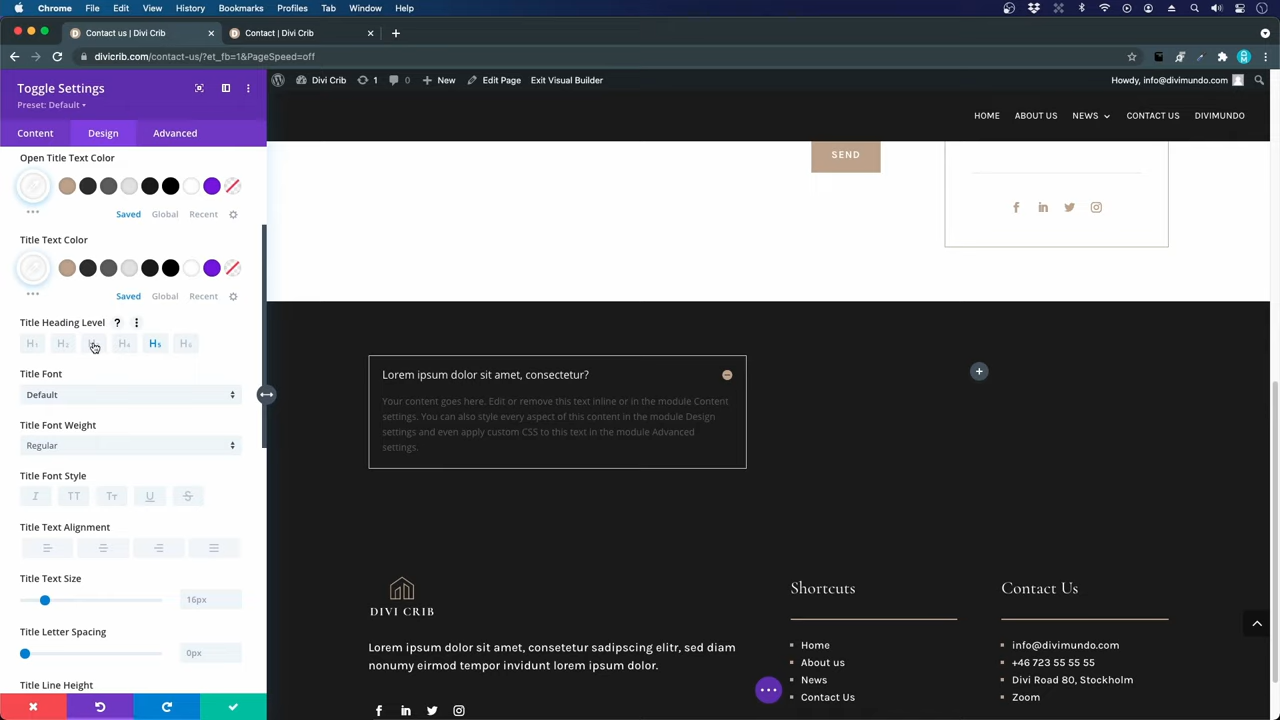 Chrome File Edit View History Bookmarks Profiles Tab Window Help
Contact us | Divi Crib
Contact | Divi Crib
divicrib.com/contact-us/?et_fb=1&PageSpeed=off
Toggle Settings
Preset: Default
Content Design Advanced
Open Title Text Color
Saved Global Recent
Title Text Color
Saved Global Recent
Title Heading Level ?
H1 H2 H4 H5 H6
Title Font
Default
Title Font Weight
Regular
Title Font Style
I TT Tт U S
Title Text Alignment
Title Text Size
16px
Title Letter Spacing
0px
Title Line Height
Divi Crib 1 0 New Edit Page Exit Visual Builder Howdy, info@divimundo.com
HOME ABOUT US NEWS CONTACT US DIVIMUNDO
SEND
Lorem ipsum dolor sit amet, consectetur?
Your content goes here. Edit or remove this text inline or in the module Content
settings. You can also style every aspect of this content in the module Design
settings and even apply custom CSS to this text in the module Advanced
settings.
DIVI CRIB
Lorem ipsum dolor sit amet, consetetur sadipscing elitr, sed diam
nonumy eirmod tempor invidunt lorem ipsum dolor.
Shortcuts
Home
About us
News
Contact Us
Contact Us
info@divimundo.com
+46 723 55 55 55
Divi Road 80, Stockholm
Zoom